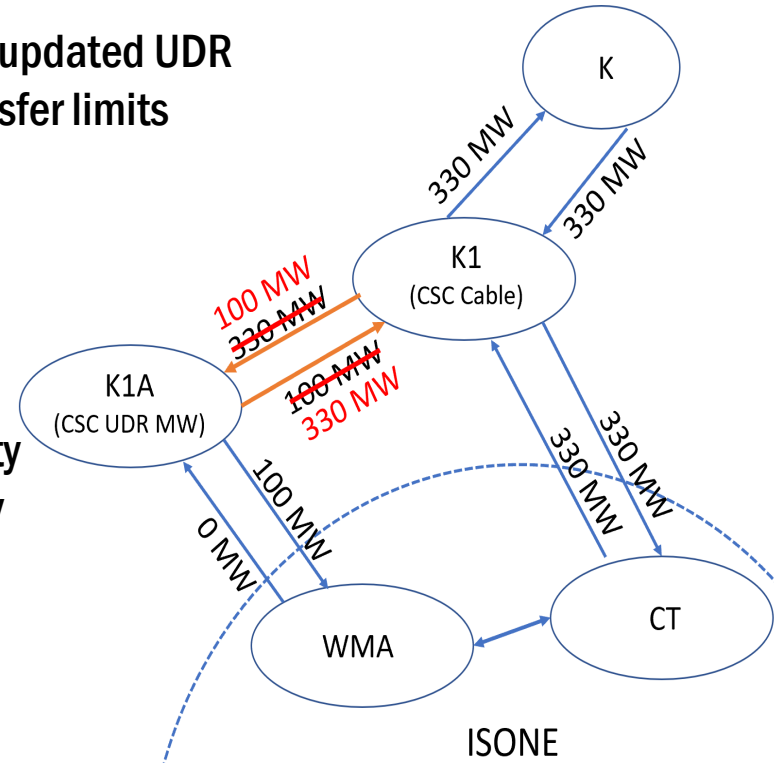 updated UDR
sfer limits
K
330 MW
330 MW
K1
(CSC Cable)
100 MW
330 MW
100 MW
330 MW
K1A
(CSC UDR MW)
ty
y
100 MW
0 MW
330 MW
330 MW
WMA
CT
ISONE